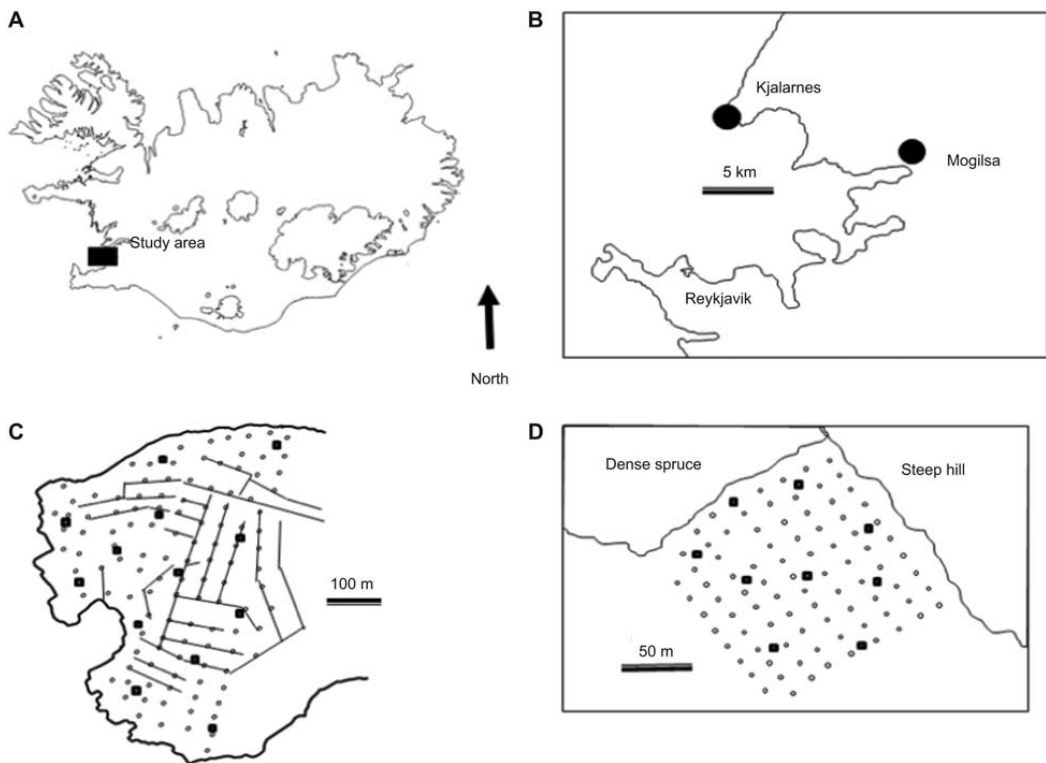 A
Study area
North
B
Kjalarnes
Mogilsa
5 km
Reykjavik
C
100 m
D
Dense spruce
Steep hill
50 m